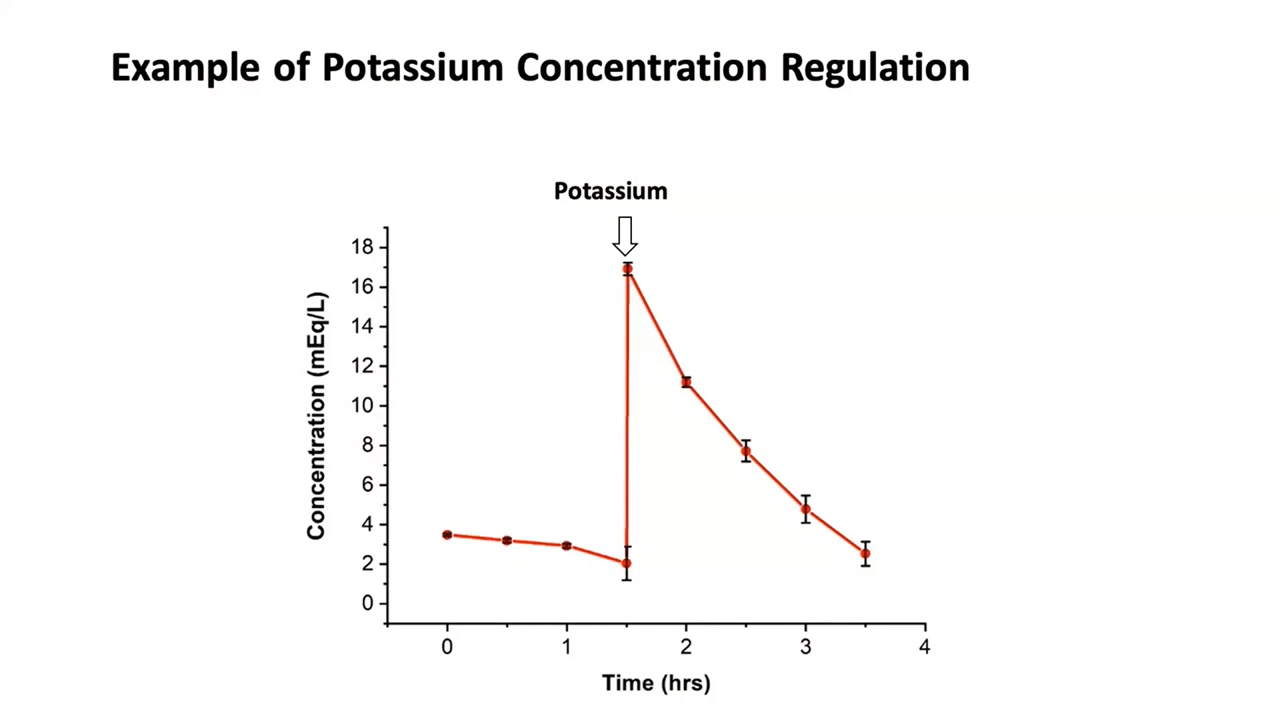 Example of Potassium Concentration Regulation
Potassium
18
16
14
12
10
8
6
4
2
0
Concentration (mEq/L)
0 1 2 3 4
Time (hrs)